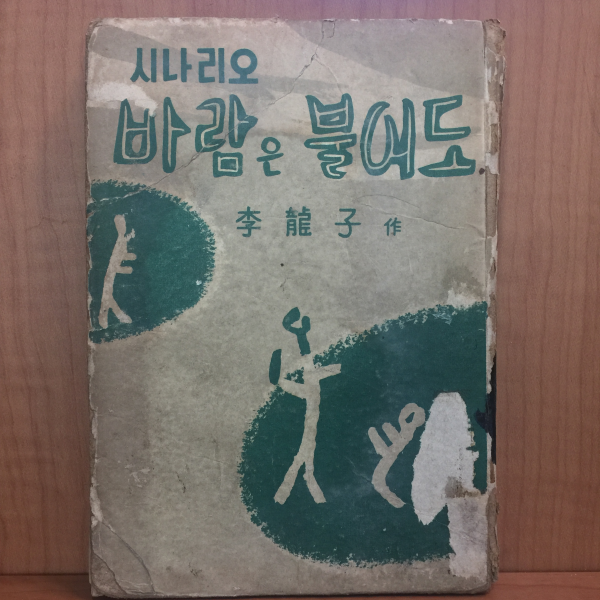 시나리오
바람은 불어도
李龍子 作